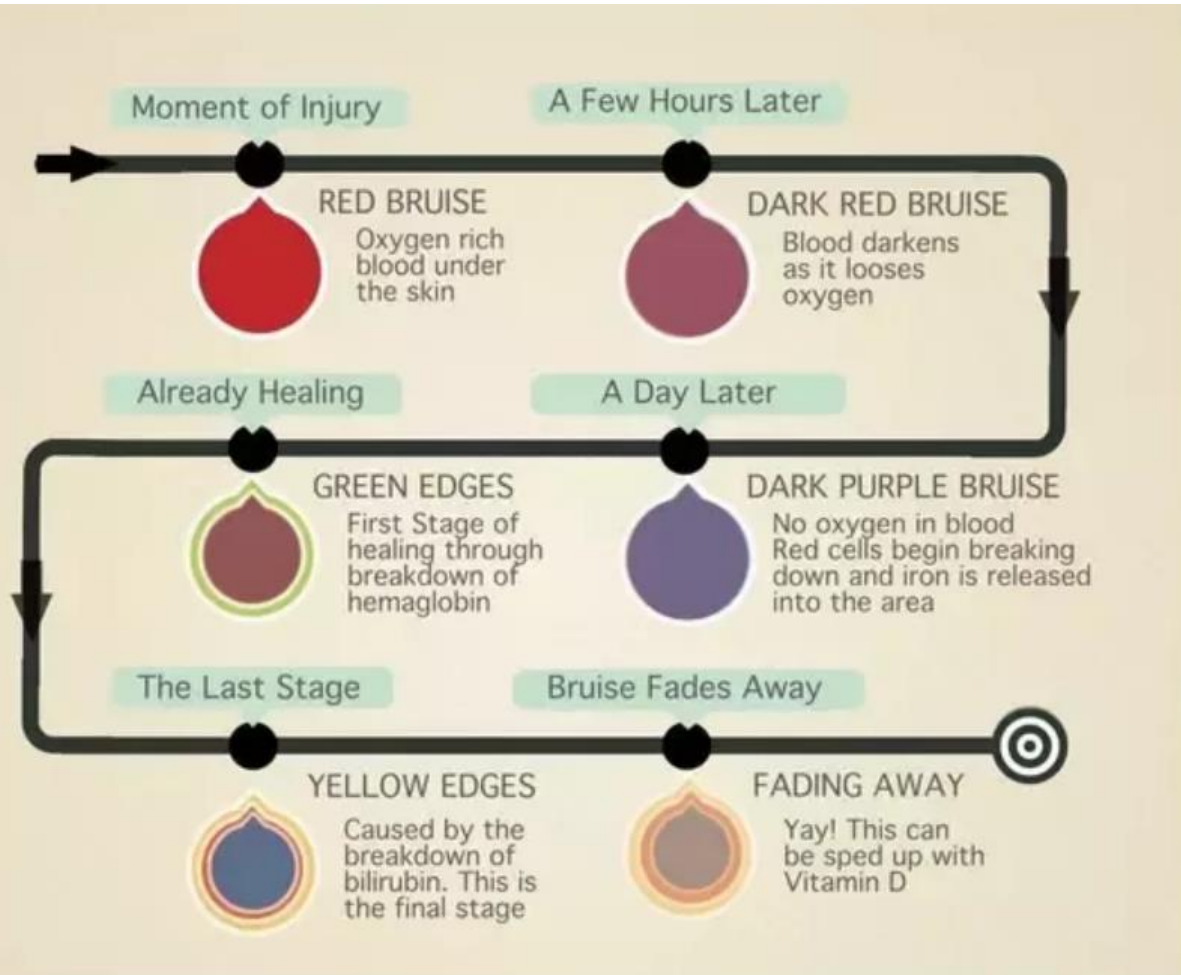 Moment of Injury
RED BRUISE
Oxygen rich
blood under
the skin
A Few Hours Later
DARK RED BRUISE
Blood darkens
as it looses
oxygen
A Day Later
DARK PURPLE BRUISE
No oxygen in blood
Red cells begin breaking
down and iron is released
into the area
Already Healing
GREEN EDGES
First Stage of
healing through
breakdown of
hemaglobin
The Last Stage
YELLOW EDGES
Caused by the
breakdown of
bilirubin. This is
the final stage
Bruise Fades Away
FADING AWAY
Yay! This can
be sped up with
Vitamin D